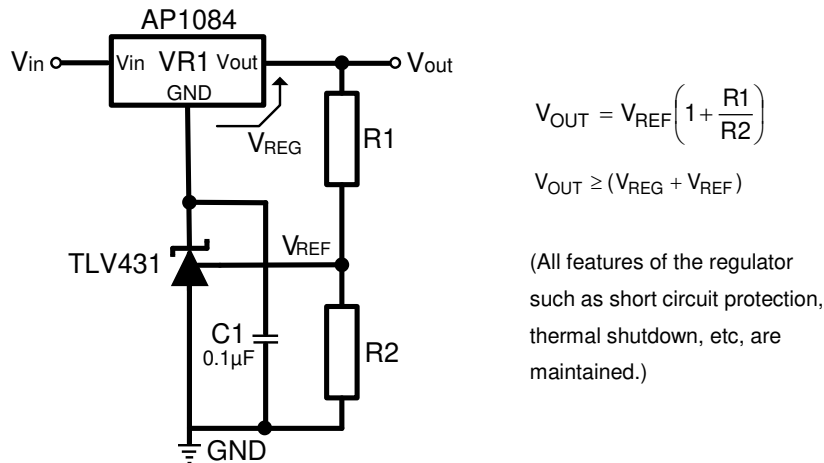 AP1084
Vin
Vin VR1 Vout
Vout
GND
VREG
R1
VREF
TLV431
C1
0.1µF
R2
GND
VOUT = VREF(1 + R1/R2)
VOUT ≥ (VREG + VREF)
(All features of the regulator
such as short circuit protection,
thermal shutdown, etc, are
maintained.)